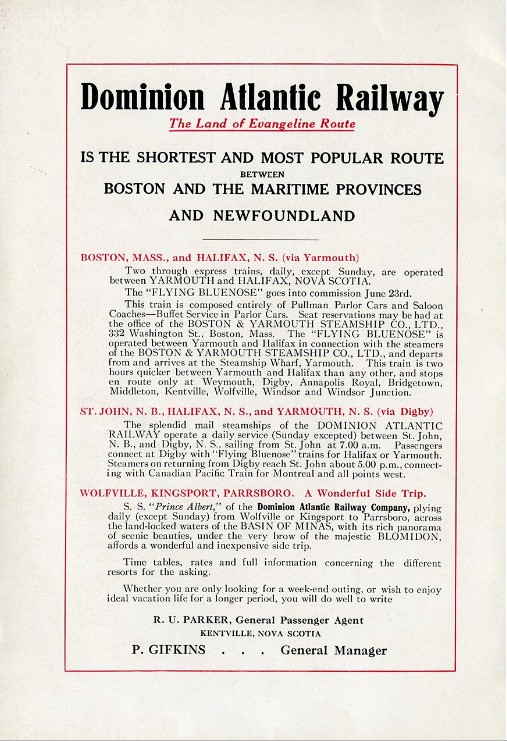 Dominion Atlantic Railway
The Land of Evangeline Route
IS THE SHORTEST AND MOST POPULAR ROUTE
BETWEEN
BOSTON AND THE MARITIME PROVINCES
AND NEWFOUNDLAND
BOSTON, MASS., and HALIFAX, N. S. (via Yarmouth)
Two through express trains, daily, except Sunday, are operated
between YARMOUTH and HALIFAX, NOVA SCOTIA.
The "FLYING BLUENOSE" goes into commission June 23rd.
This train is composed entirely of Pullman Parlor Cars and Saloon
Coaches—Buffet Service in Parlor Cars. Seat reservations may be had at
the office of the BOSTON & YARMOUTH STEAMSHIP CO., LTD.,
332 Washington St., Boston, Mass. The "FLYING BLUENOSE" is
operated between Yarmouth and Halifax in connection with the steamers
of the BOSTON & YARMOUTH STEAMSHIP CO., LTD., and departs
from and arrives at the Steamship Wharf, Yarmouth. This train is two
hours quicker between Yarmouth and Halifax than any other, and stops
en route only at Weymouth, Digby, Annapolis Royal, Bridgetown,
Middleton, Kentville, Wolfville, Windsor and Windsor Junction.
ST. JOHN, N. B., HALIFAX, N. S., and YARMOUTH, N. S. (via Digby)
The splendid mail steamships of the DOMINION ATLANTIC
RAILWAY operate a daily service (Sunday excepted) between St. John,
N. B., and Digby, N. S., sailing from St. John at 7.00 a.m. Passengers
connect at Digby with "Flying Bluenose" trains for Halifax or Yarmouth.
Steamers on returning from Digby reach St. John about 5.00 p.m., connect-
ing with Canadian Pacific Train for Montreal and all points west.
WOLFVILLE, KINGSPORT, PARRSBORO. A Wonderful Side Trip.
S. S. "Prince Albert," of the Dominion Atlantic Railway Company, plying
daily (except Sunday) from Wolfville or Kingsport to Parrsboro, across
the land-locked waters of the BASIN OF MINAS, with its rich panorama
of scenic beauties, under the very brow of majestic BLOMIDON,
affords a wonderful and inexpensive side trip.
Time tables, rates and full information concerning the different
resorts for the asking.
Whether you are only looking for a week-end outing, or wish to enjoy
ideal vacation life for a longer period, you will do well to write
R. U. PARKER, General Passenger Agent
KENTVILLE, NOVA SCOTIA
P. GIFKINS . . . General Manager